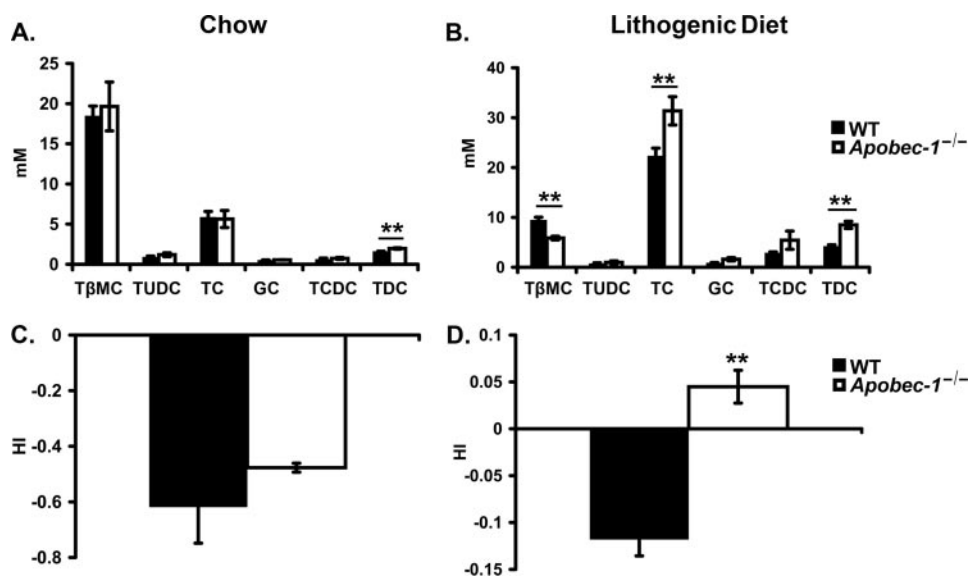 A. Chow
25
20
15
10
5
0
mM
**
TβMC TUDC TC GC TCDC TDC
B. Lithogenic Diet
40
30
20
10
0
mM
**
**
**
TβMC TUDC TC GC TCDC TDC
WT
Apobec-1−/−
C.
0
-0.2
-0.4
-0.6
-0.8
HI
D.
0.1
0.05
0
-0.05
-0.1
-0.15
HI
**
WT
Apobec-1−/−